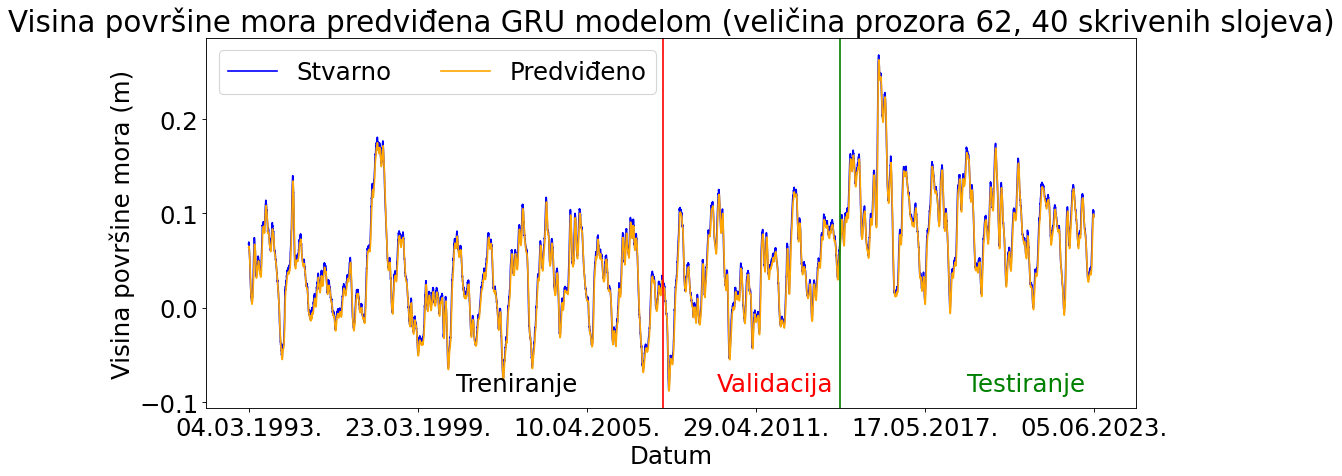 Visina površine mora predviđena GRU modelom (veličina prozora 62, 40 skrivenih slojeva)
Stvarno
Predviđeno
Visina površine mora (m)
0.2
0.1
0.0
−0.1
Treniranje
Validacija
Testiranje
04.03.1993.
23.03.1999.
10.04.2005.
29.04.2011.
17.05.2017.
05.06.2023.
Datum